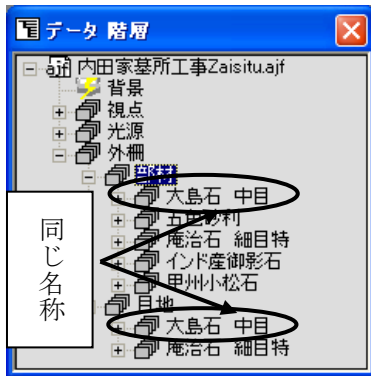 データ 階層
ajf 内田家墓所工事Zaisitu.ajf
背景
視点
光源
外柵
部材
大島石 中目
五色砂利
庵治石 細目特
インド産御影石
甲州小松石
目地
大島石 中目
庵治石 細目特
同じ名称